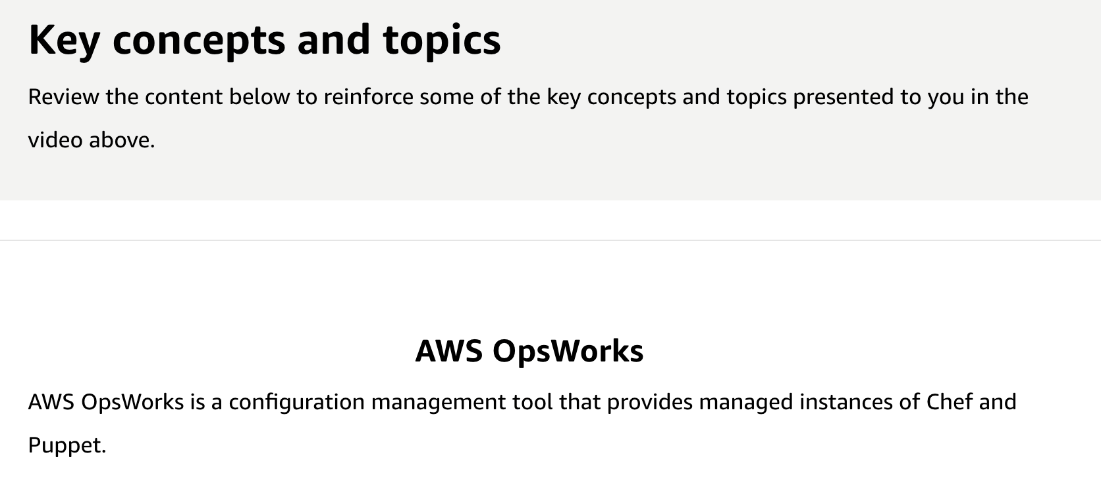 Key concepts and topics
Review the content below to reinforce some of the key concepts and topics presented to you in the
video above.
AWS OpsWorks
AWS OpsWorks is a configuration management tool that provides managed instances of Chef and
Puppet.